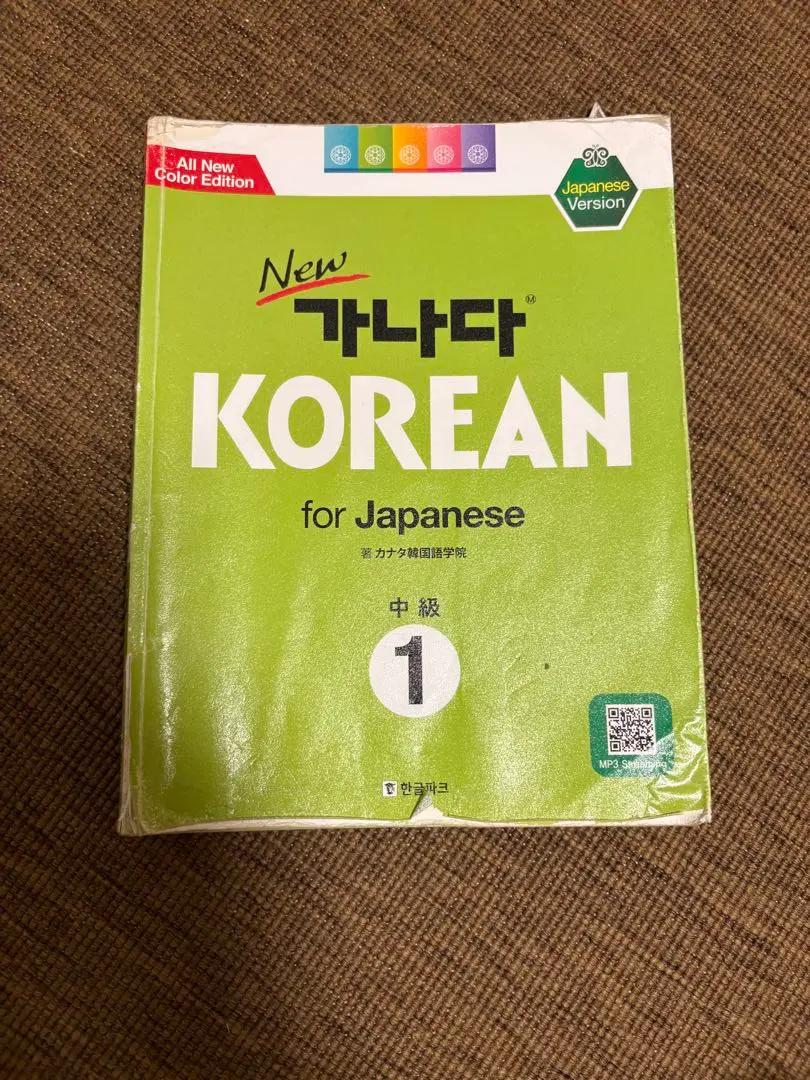 All New
Color Edition
Japanese
Version
New
가나다
KOREAN
for Japanese
著 カナタ韓国語学院
中級
1
MP3 Streaming
한글파크